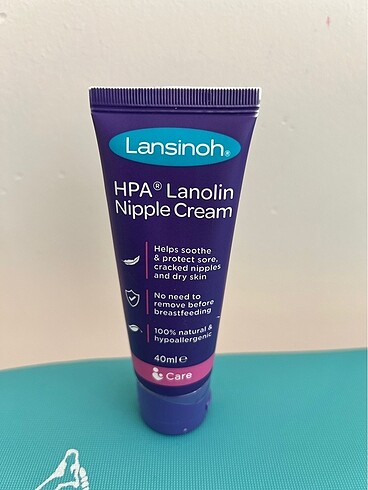 Lansinoh®
HPA® Lanolin
Nipple Cream
Helps soothe
& protect sore,
cracked nipples
and dry skin
No need to
remove before
breastfeeding
100% natural &
hypoallergenic
40ml e
Care